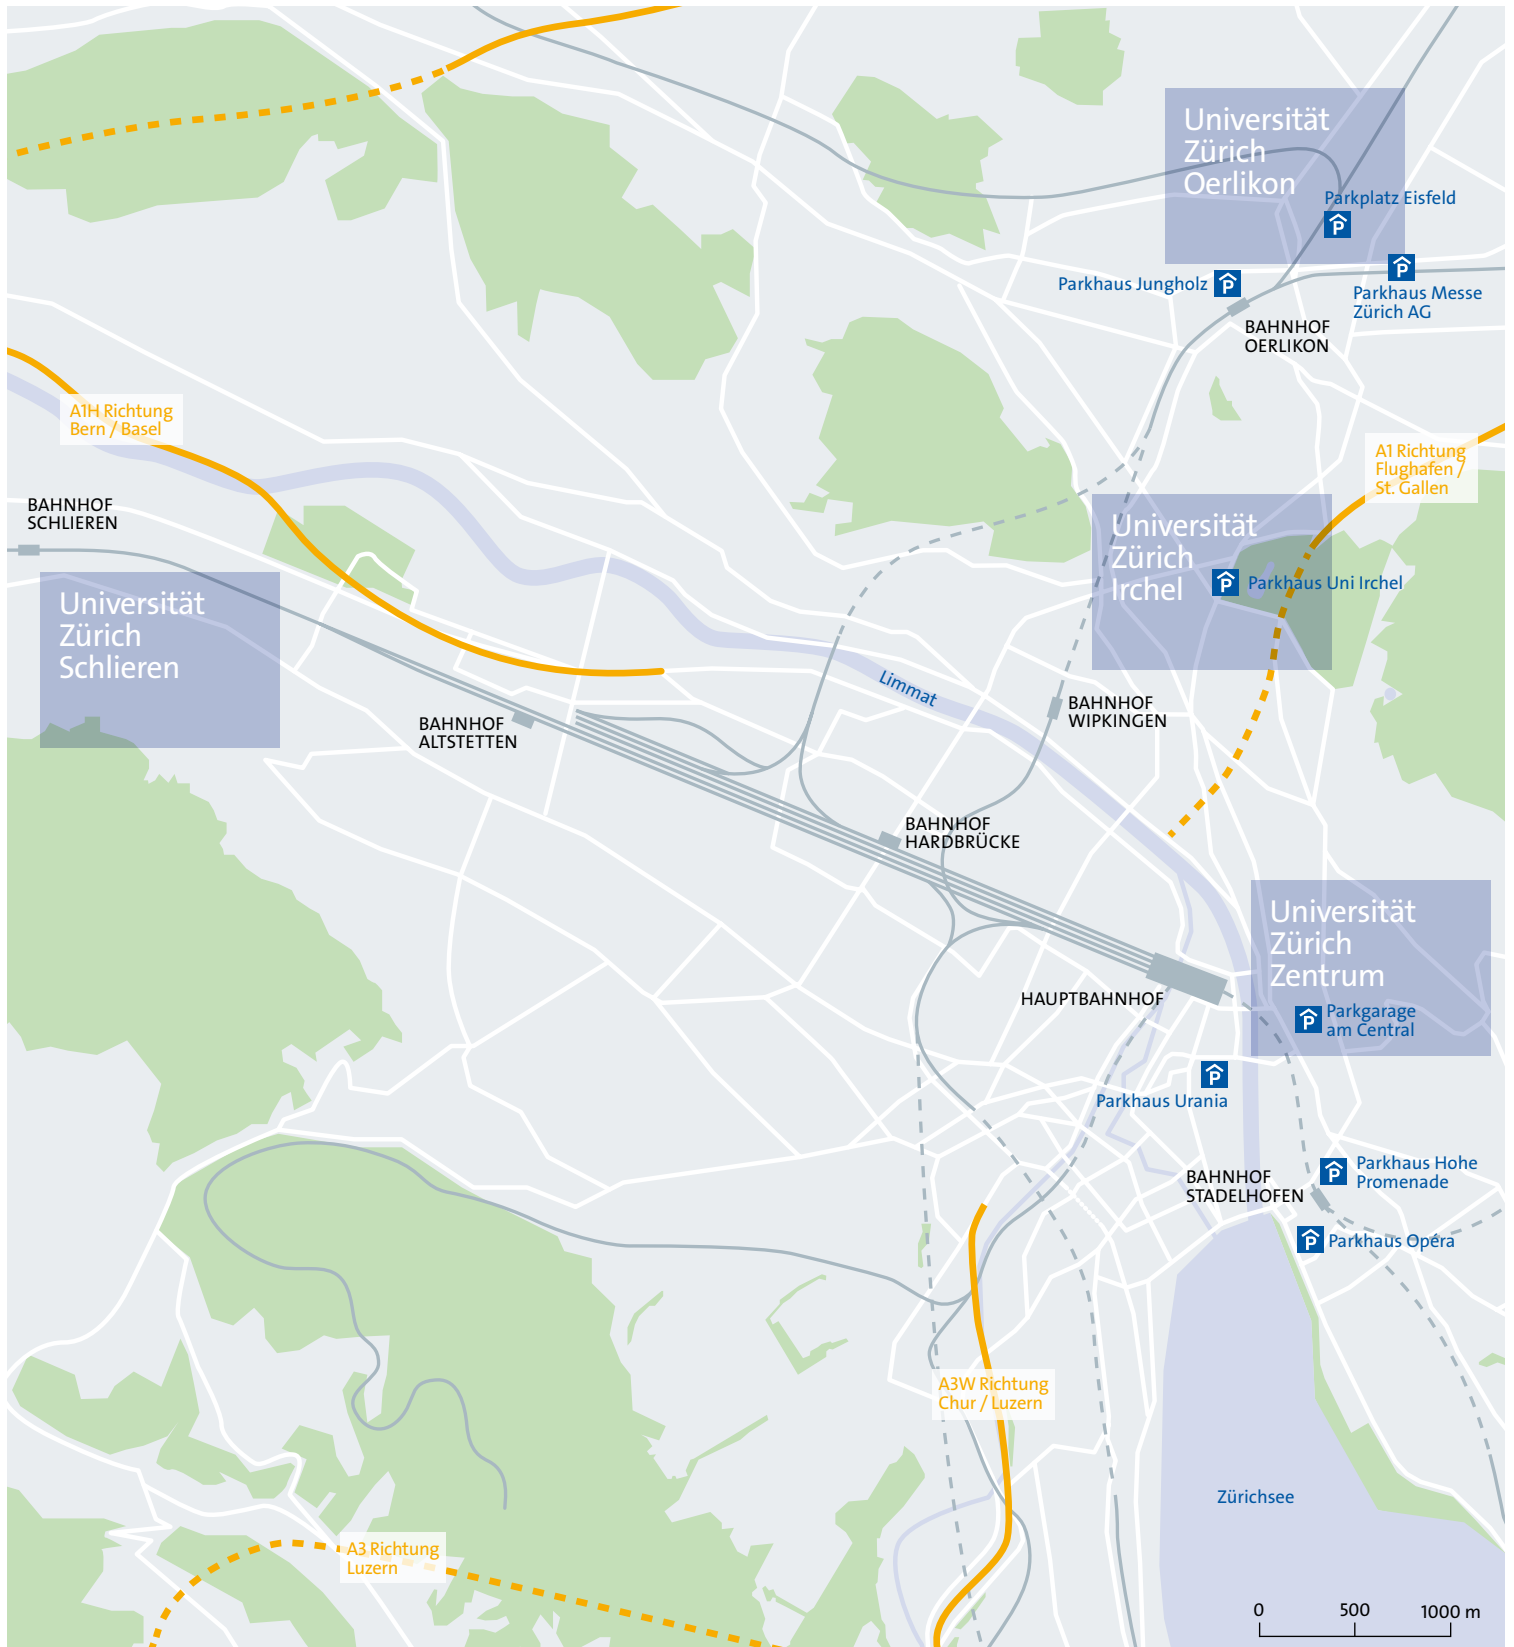 Universität
Zürich
Oerlikon
Parkplatz Eisfeld
P
Parkhaus Jungholz
P
P
Parkhaus Messe
Zürich AG
BAHNHOF
OERLIKON
A1H Richtung
Bern / Basel
A1 Richtung
Flughafen /
St. Gallen
BAHNHOF
SCHLIEREN
Universität
Zürich
Irchel
P
Parkhaus Uni Irchel
Universität
Zürich
Schlieren
Limmat
BAHNHOF
WIPKINGEN
BAHNHOF
ALTSTETTEN
BAHNHOF
HARDBRÜCKE
Universität
Zürich
Zentrum
HAUPTBAHNHOF
P
Parkgarage
am Central
P
Parkhaus Urania
BAHNHOF
STADELHOFEN
P
Parkhaus Hohe
Promenade
P
Parkhaus Opéra
A3W Richtung
Chur / Luzern
Zürichsee
A3 Richtung
Luzern
0
500
1000 m